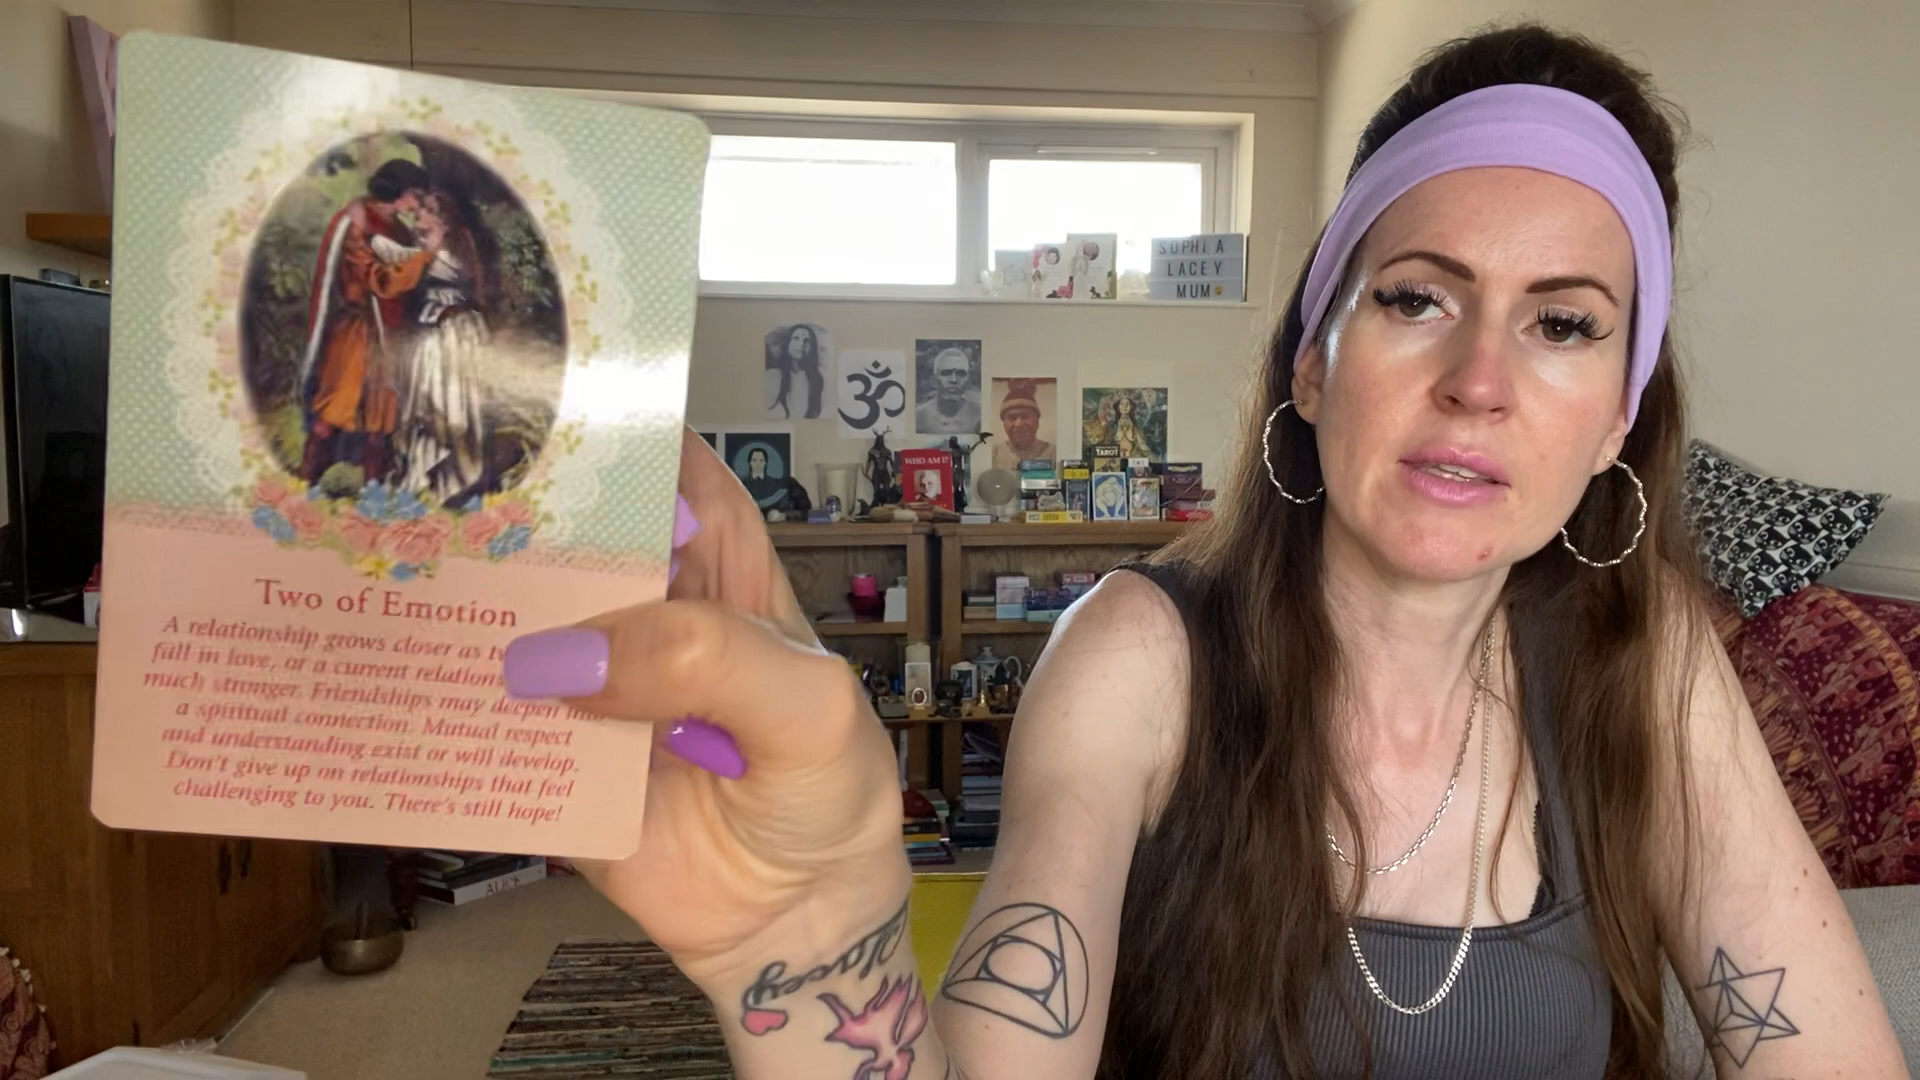 Two of Emotion
A relationship grows closer as
fall in love, or a current
much stronger. Friendships may deepen
a spiritual connection. Mutual respect
and understanding exist or will develop.
Don't give up on relationships that feel
challenging to you. There's still hope!
SOPHIA
LACEY
MUM
ॐ
WHO AM I?
TAROT
ALICE
Lacey